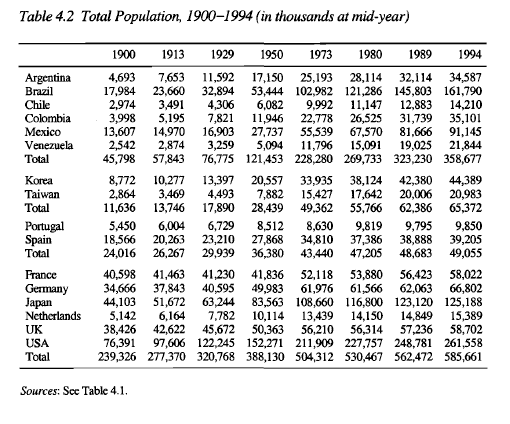 Table 4.2 Total Population, 1900–1994 (in thousands at mid-year)
1900 1913 1929 1950 1973 1980 1989 1994
Argentina 4,693 7,653 11,592 17,150 25,193 28,114 32,114 34,587
Brazil 17,984 23,660 32,894 53,444 102,982 121,286 145,803 161,790
Chile 2,974 3,491 4,306 6,082 9,992 11,147 12,883 14,210
Colombia 3,998 5,195 7,821 11,946 22,778 26,525 31,739 35,101
Mexico 13,607 14,970 16,903 27,737 55,539 67,570 81,666 91,145
Venezuela 2,542 2,874 3,259 5,094 11,796 15,091 19,025 21,844
Total 45,798 57,843 76,775 121,453 228,280 269,733 323,230 358,677
Korea 8,772 10,277 13,397 20,557 33,935 38,124 42,380 44,389
Taiwan 2,864 3,469 4,493 7,882 15,427 17,642 20,006 20,983
Total 11,636 13,746 17,890 28,439 49,362 55,766 62,386 65,372
Portugal 5,450 6,004 6,729 8,512 8,630 9,819 9,795 9,850
Spain 18,566 20,263 23,210 27,868 34,810 37,386 38,888 39,205
Total 24,016 26,267 29,939 36,380 43,440 47,205 48,683 49,055
France 40,598 41,463 41,230 41,836 52,118 53,880 56,423 58,022
Germany 34,666 37,843 40,595 49,983 61,976 61,566 62,063 66,802
Japan 44,103 51,672 63,244 83,563 108,660 116,800 123,120 125,188
Netherlands 5,142 6,164 7,782 10,114 13,439 14,150 14,849 15,389
UK 38,426 42,622 45,672 50,363 56,210 56,314 57,236 58,702
USA 76,391 97,606 122,245 152,271 211,909 227,757 248,781 261,558
Total 239,326 277,370 320,768 388,130 504,312 530,467 562,472 585,661
Sources: See Table 4.1.